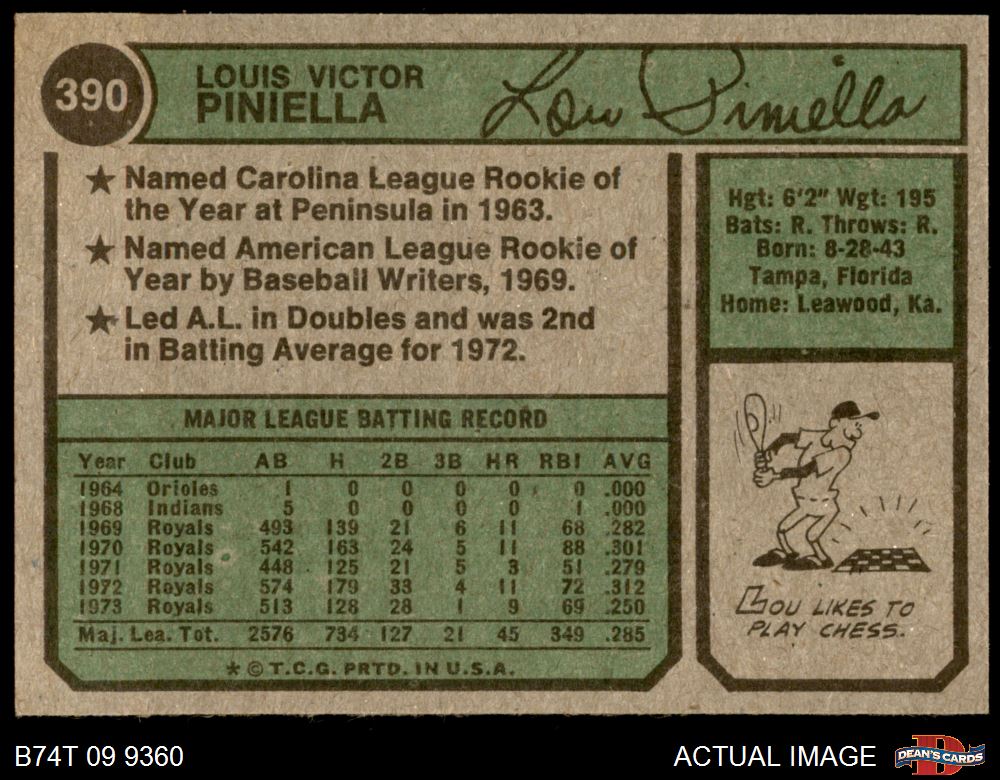 390
LOUIS VICTOR
PINIELLA
Lou Piniella
★ Named Carolina League Rookie of
the Year at Peninsula in 1963.
★ Named American League Rookie of
Year by Baseball Writers, 1969.
★ Led A.L. in Doubles and was 2nd
in Batting Average for 1972.
Hgt: 6'2" Wgt: 195
Bats: R. Throws: R.
Born: 8-28-43
Tampa, Florida
Home: Leawood, Ka.
MAJOR LEAGUE BATTING RECORD
Year Club AB H 2B 3B HR RBI AVG
1964 Orioles 1 0 0 0 0 0 .000
1968 Indians 5 0 0 0 0 1 .000
1969 Royals 493 139 21 6 11 68 .282
1970 Royals 542 163 24 5 11 88 .301
1971 Royals 448 125 21 5 3 51 .279
1972 Royals 574 179 33 4 11 72 .312
1973 Royals 513 128 28 1 9 69 .250
Maj. Lea. Tot. 2576 734 127 21 45 349 .285
* © T.C.G. PRTD. IN U.S.A.
LOU LIKES TO
PLAY CHESS.
B74T 09 9360
ACTUAL IMAGE
D
DEAN'S CARDS